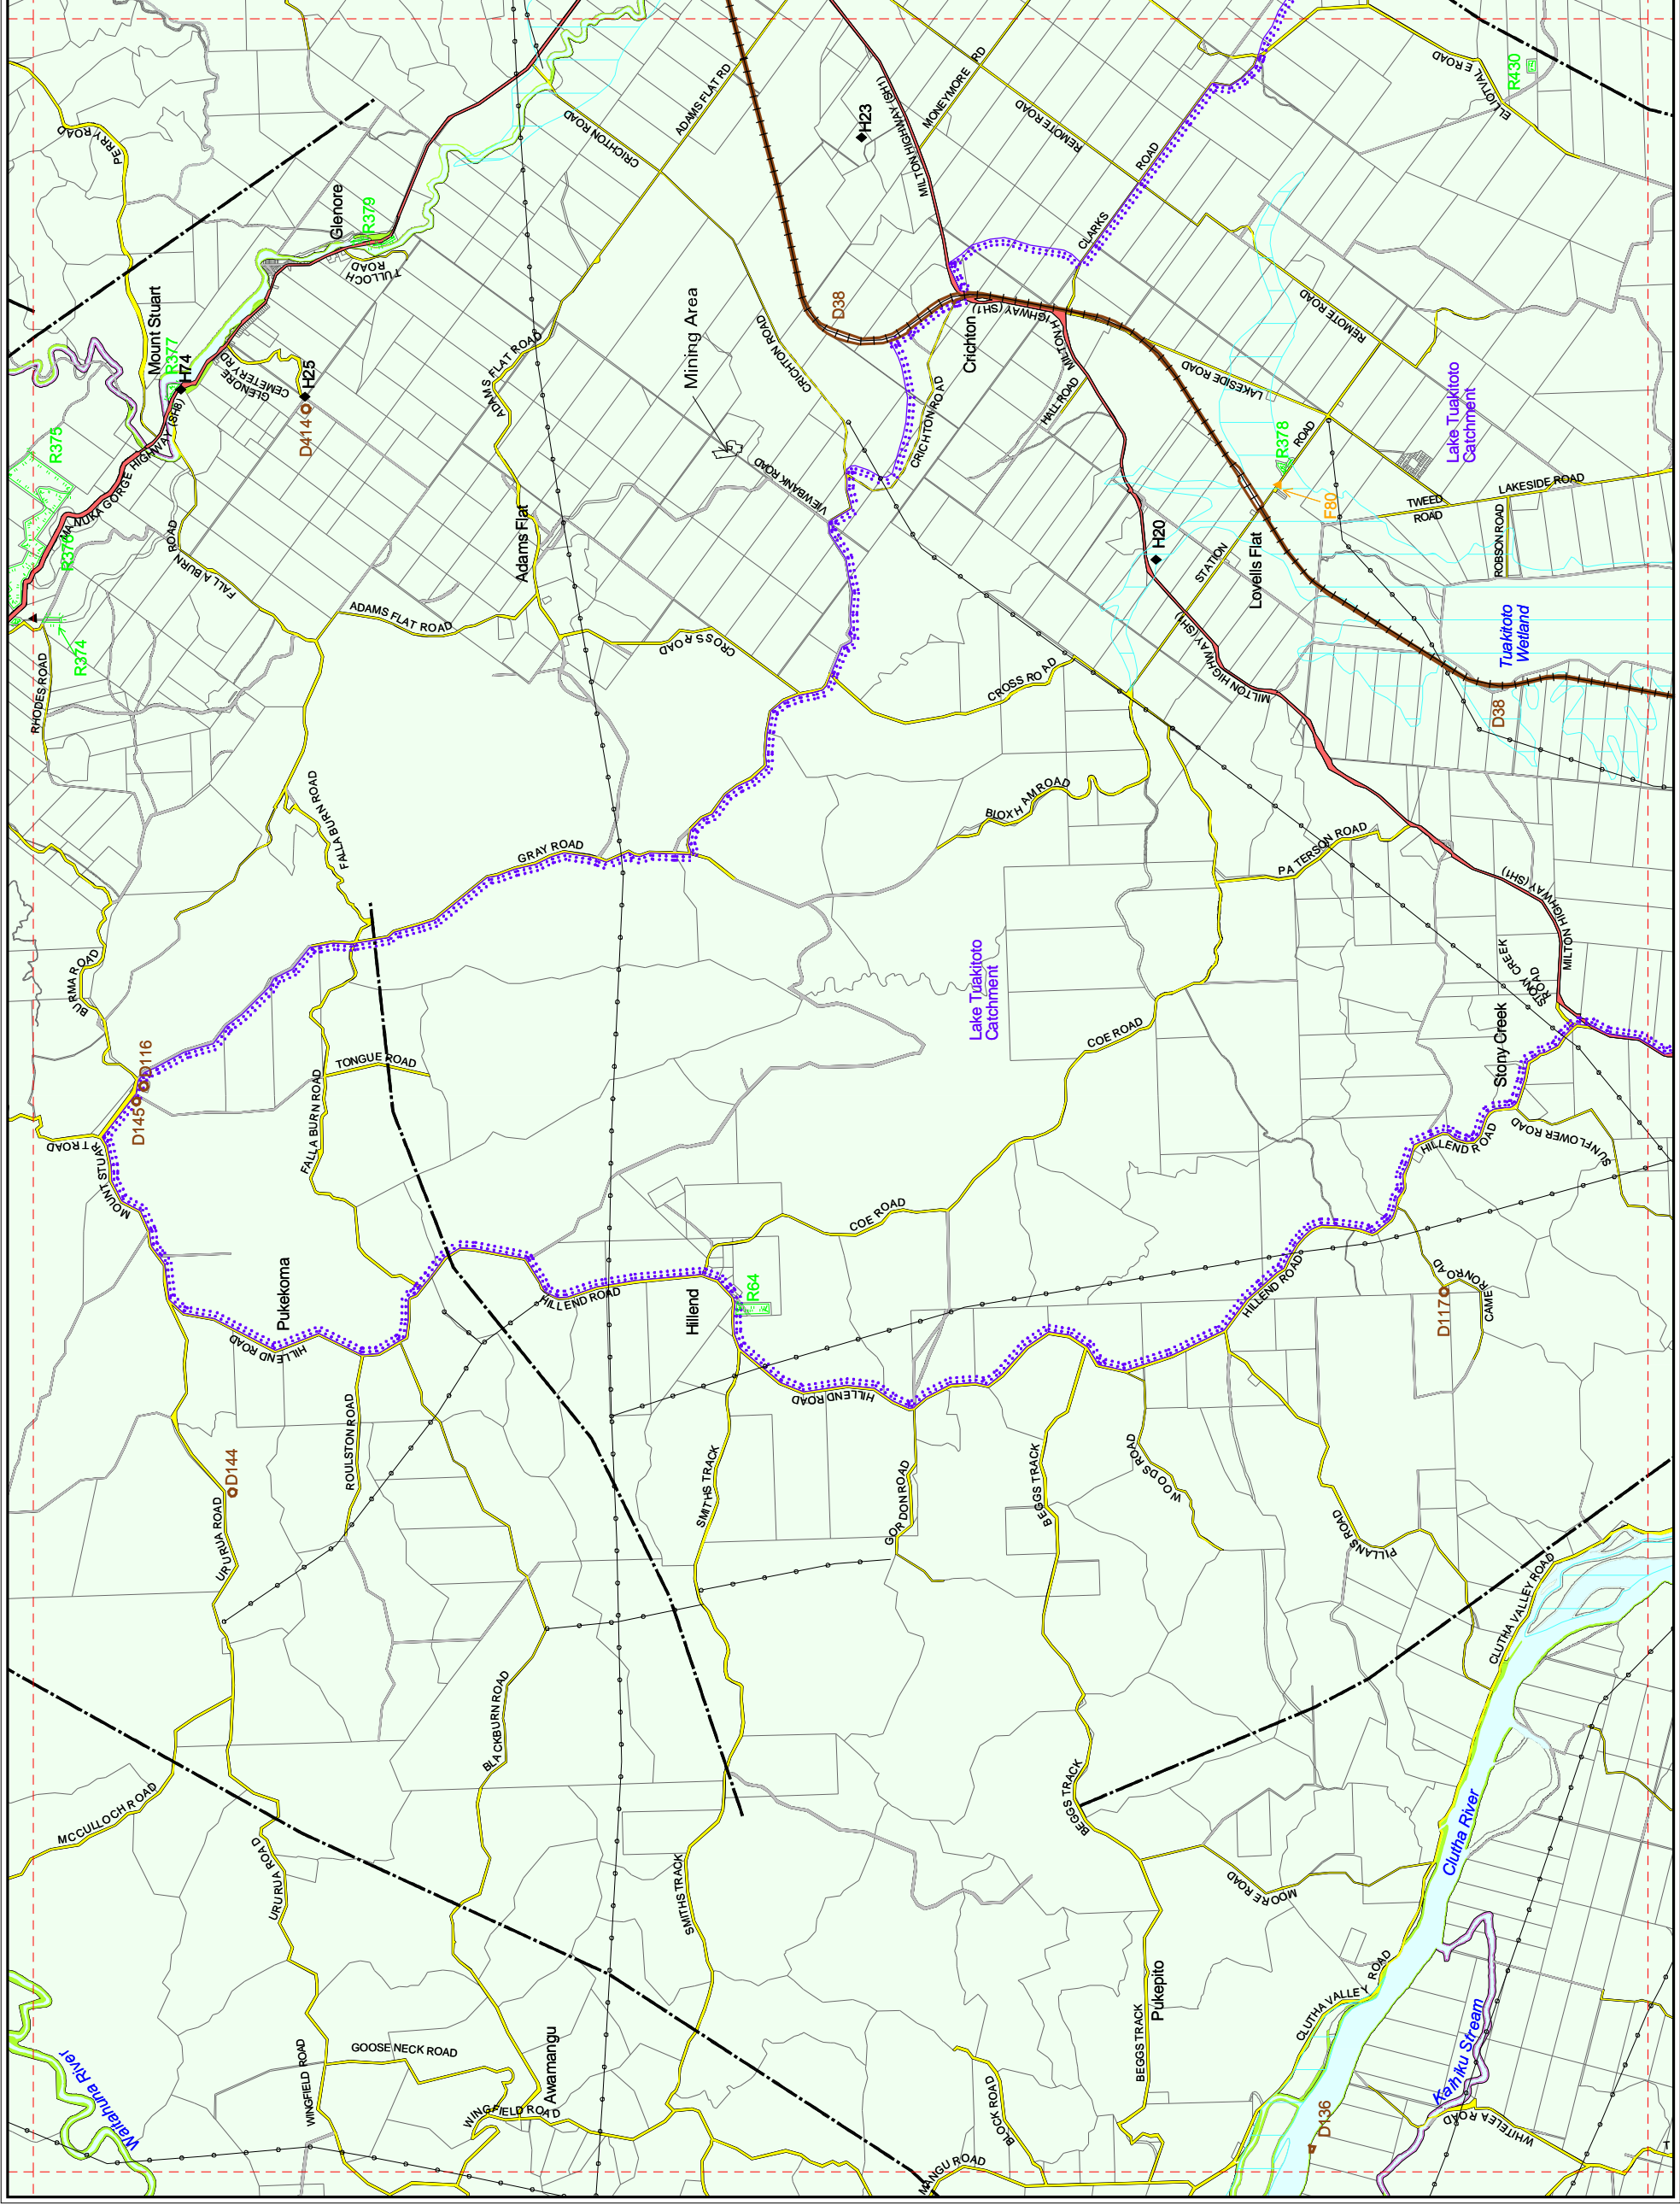 PERRY ROAD
Glenore
R379
TULLOCH
ROAD
Mount Stuart
R377
H74
GLENORE
CEMETERY RD
H25
D414
R375
MANUKA GORGE HIGHWAY (SH8)
R374
RHODES ROAD
FALLA BURN ROAD
ADAMS FLAT ROAD
Adams Flat
ADAMS FLAT ROAD
CRICHTON ROAD
ADAMS FLAT RD
H23
MILTON HIGHWAY (SH1)
MONEYMORE RD
REMOTE ROAD
ELLIOTVALE ROAD
R430
CLARKS
ROAD
MILTON HIGHWAY (SH1)
D38
Mining Area
CRICHTON ROAD
VIEWBANK ROAD
Crichton
CRICHTON ROAD
MILTON HIGHWAY (SH1)
HALL ROAD
LAKESIDE ROAD
REMOTE ROAD
Lake Tuakitoto
Catchment
R378
ROAD
STATION
F80
TWEED
ROAD
LAKESIDE ROAD
ROBSON ROAD
H20
Lovells Flat
Tuakitoto
Wetland
D38
MILTON HIGHWAY (SH1)
CROSS ROAD
CROSS ROAD
BLOXHAM ROAD
PATERSON ROAD
MILTON HIGHWAY (SH1)
STONY CREEK
ROAD
Stony Creek
SUNFLOWER ROAD
GRAY ROAD
FALLA BURN ROAD
BURMA ROAD
D116
D145
MOUNT STUART ROAD
TONGUE ROAD
FALLA BURN ROAD
Lake Tuakitoto
Catchment
COE ROAD
COE ROAD
Pukekoma
HILLEND ROAD
HILLEND ROAD
Hillend
R64
HILLEND ROAD
HILLEND ROAD
HILLEND ROAD
CAMERON ROAD
D117
D144
URURUA ROAD
ROULSTON ROAD
SMITHS TRACK
GORDON ROAD
BEGGS TRACK
WOODS ROAD
PILLANS ROAD
CLUTHA VALLEY ROAD
BLACKBURN ROAD
MCCULLOCH ROAD
URURUA ROAD
SMITHS TRACK
BEGGS TRACK
MOORE ROAD
Clutha River
Pukepito
BEGGS TRACK
CLUTHA VALLEY ROAD
Kaihiku Stream
WHITELEA ROAD
D136
Waitahuna River
WINGFIELD ROAD
GOOSE NECK ROAD
Awamangu
WINGFIELD ROAD
BLOCK ROAD
MANGU ROAD